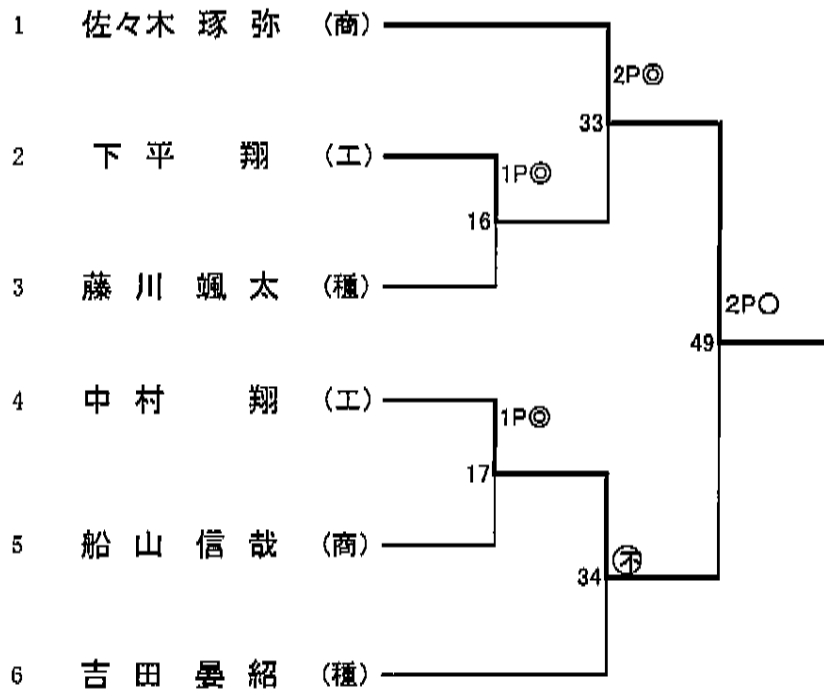 1 佐々木 琢弥 (商)
2P◎
33
2 下平 翔 (工)
1P◎
16
3 藤川 颯太 (種)
2P○
49
4 中村 翔 (工)
1P◎
17
5 船山 信哉 (商)
34 ㊛
6 吉田 晏紹 (種)